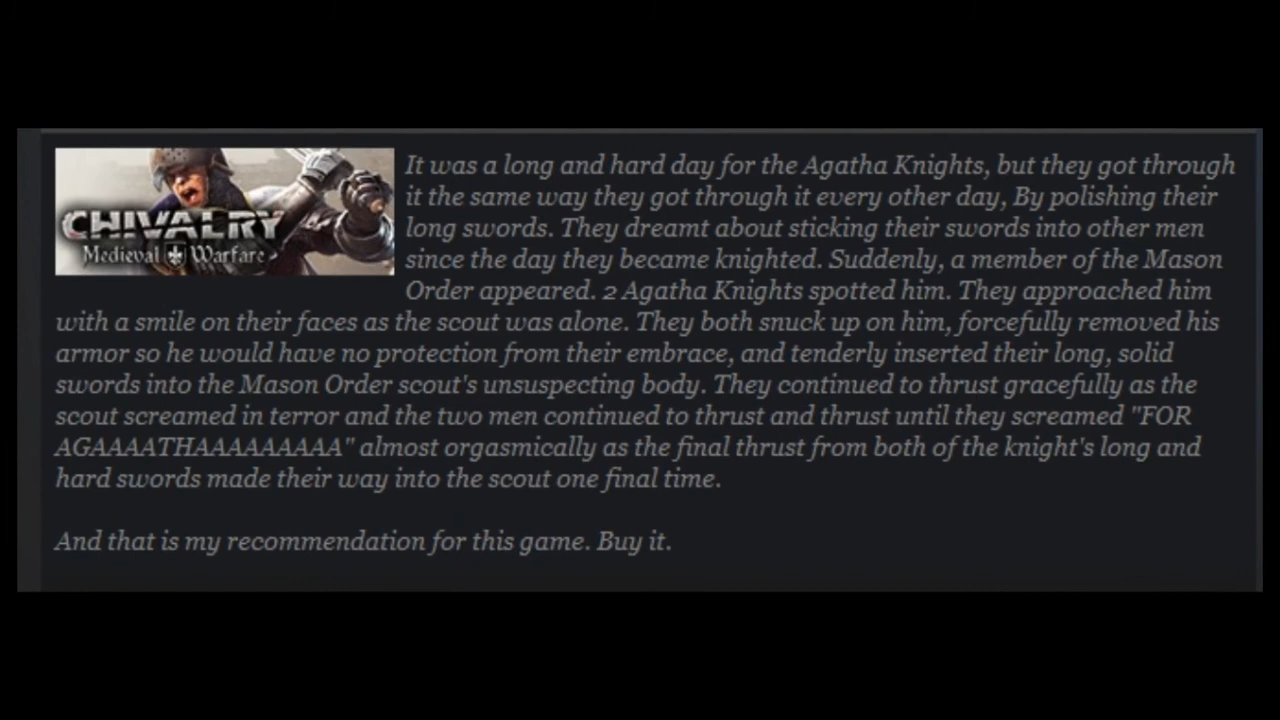 CHIVALRY
Medieval Warfare
It was a long and hard day for the Agatha Knights, but they got through
it the same way they got through it every other day, By polishing their
long swords. They dreamt about sticking their swords into other men
since the day they became knighted. Suddenly, a member of the Mason
Order appeared. 2 Agatha Knights spotted him. They approached him
with a smile on their faces as the scout was alone. They both snuck up on him, forcefully removed his
armor so he would have no protection from their embrace, and tenderly inserted their long, solid
swords into the Mason Order scout's unsuspecting body. They continued to thrust gracefully as the
scout screamed in terror and the two men continued to thrust and thrust until they screamed "FOR
AGAAAATHAAAAAAAAA" almost orgasmically as the final thrust from both of the knight's long and
hard swords made their way into the scout one final time.
And that is my recommendation for this game. Buy it.